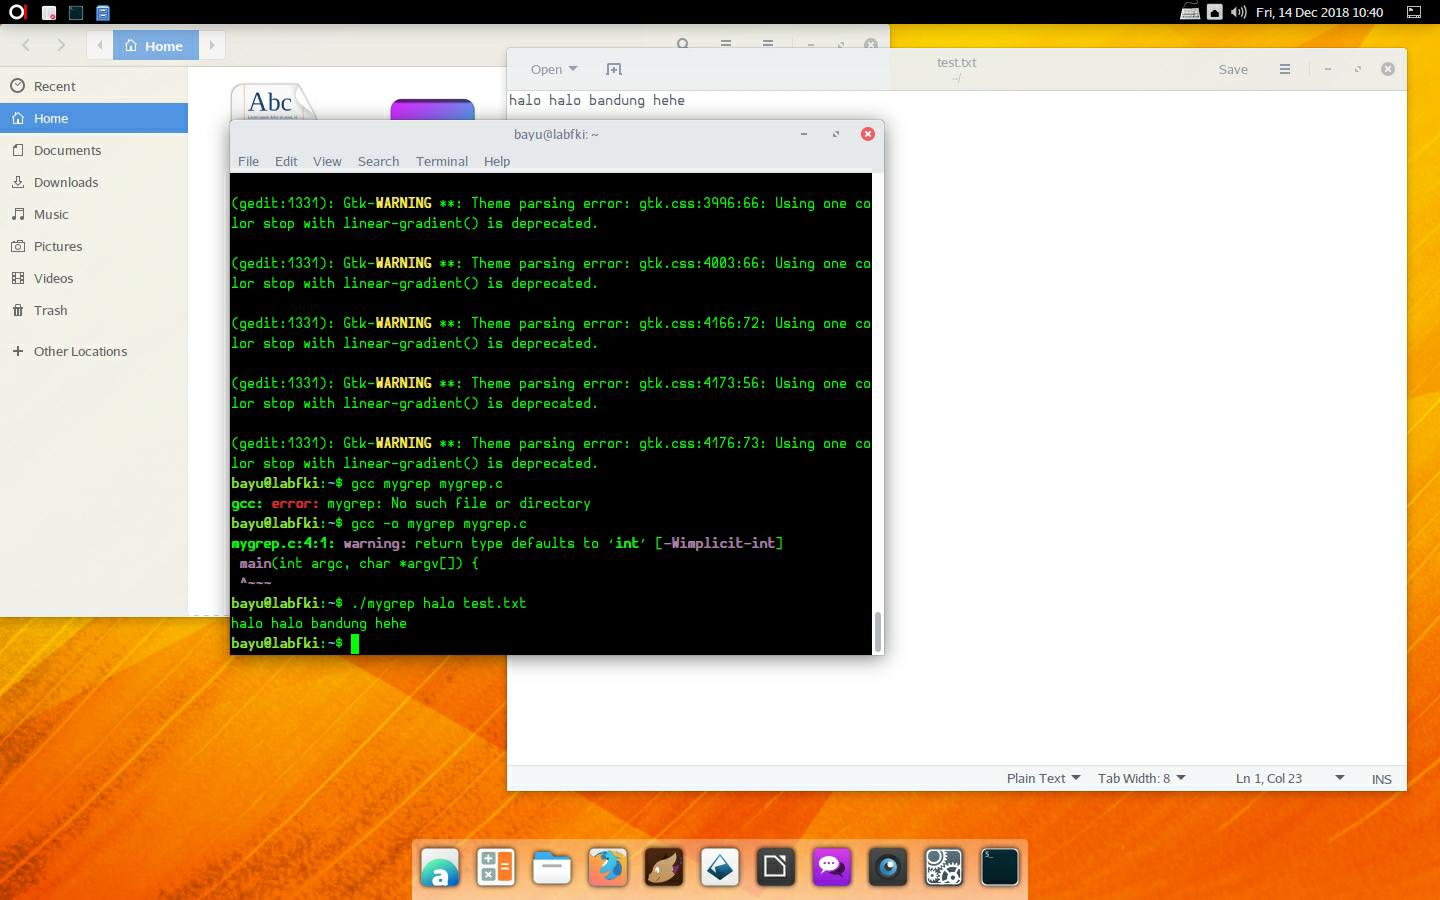 Fri, 14 Dec 2018 10:40
Home
Recent
Home
Documents
Downloads
Music
Pictures
Videos
Trash
Other Locations
Abc
Open
test.txt
~/
Save
halo halo bandung hehe
bayu@labfki: ~
File Edit View Search Terminal Help
(gedit:1331): Gtk-WARNING **: Theme parsing error: gtk.css:3996:66: Using one co
lor stop with linear-gradient() is deprecated.
(gedit:1331): Gtk-WARNING **: Theme parsing error: gtk.css:4003:66: Using one co
lor stop with linear-gradient() is deprecated.
(gedit:1331): Gtk-WARNING **: Theme parsing error: gtk.css:4166:72: Using one co
lor stop with linear-gradient() is deprecated.
(gedit:1331): Gtk-WARNING **: Theme parsing error: gtk.css:4173:56: Using one co
lor stop with linear-gradient() is deprecated.
(gedit:1331): Gtk-WARNING **: Theme parsing error: gtk.css:4176:73: Using one co
lor stop with linear-gradient() is deprecated.
bayu@labfki:~$ gcc mygrep mygrep.c
gcc: error: mygrep: No such file or directory
bayu@labfki:~$ gcc -o mygrep mygrep.c
mygrep.c:4:1: warning: return type defaults to ‘int’ [-Wimplicit-int]
main(int argc, char *argv[]) {
^~~~
bayu@labfki:~$ ./mygrep halo test.txt
halo halo bandung hehe
bayu@labfki:~$
Plain Text Tab Width: 8 Ln 1, Col 23 INS